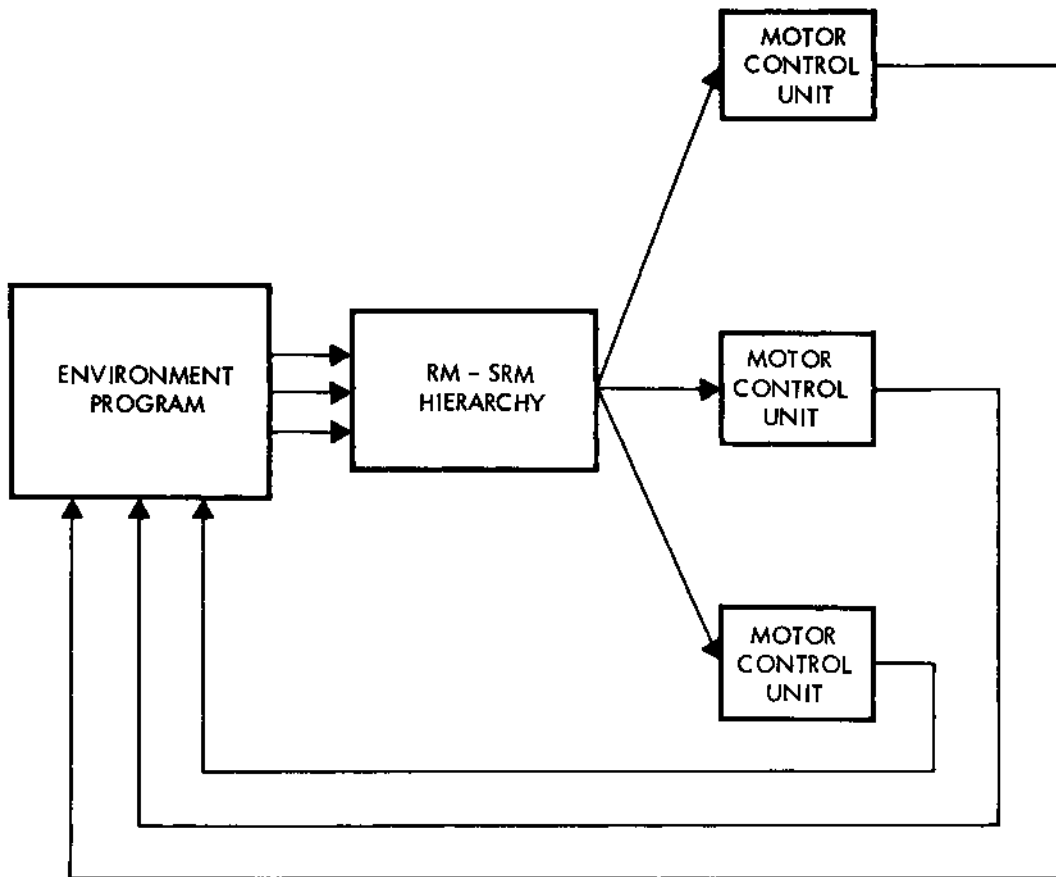 MOTOR
CONTROL
UNIT
ENVIRONMENT
PROGRAM
RM – SRM
HIERARCHY
MOTOR
CONTROL
UNIT
MOTOR
CONTROL
UNIT